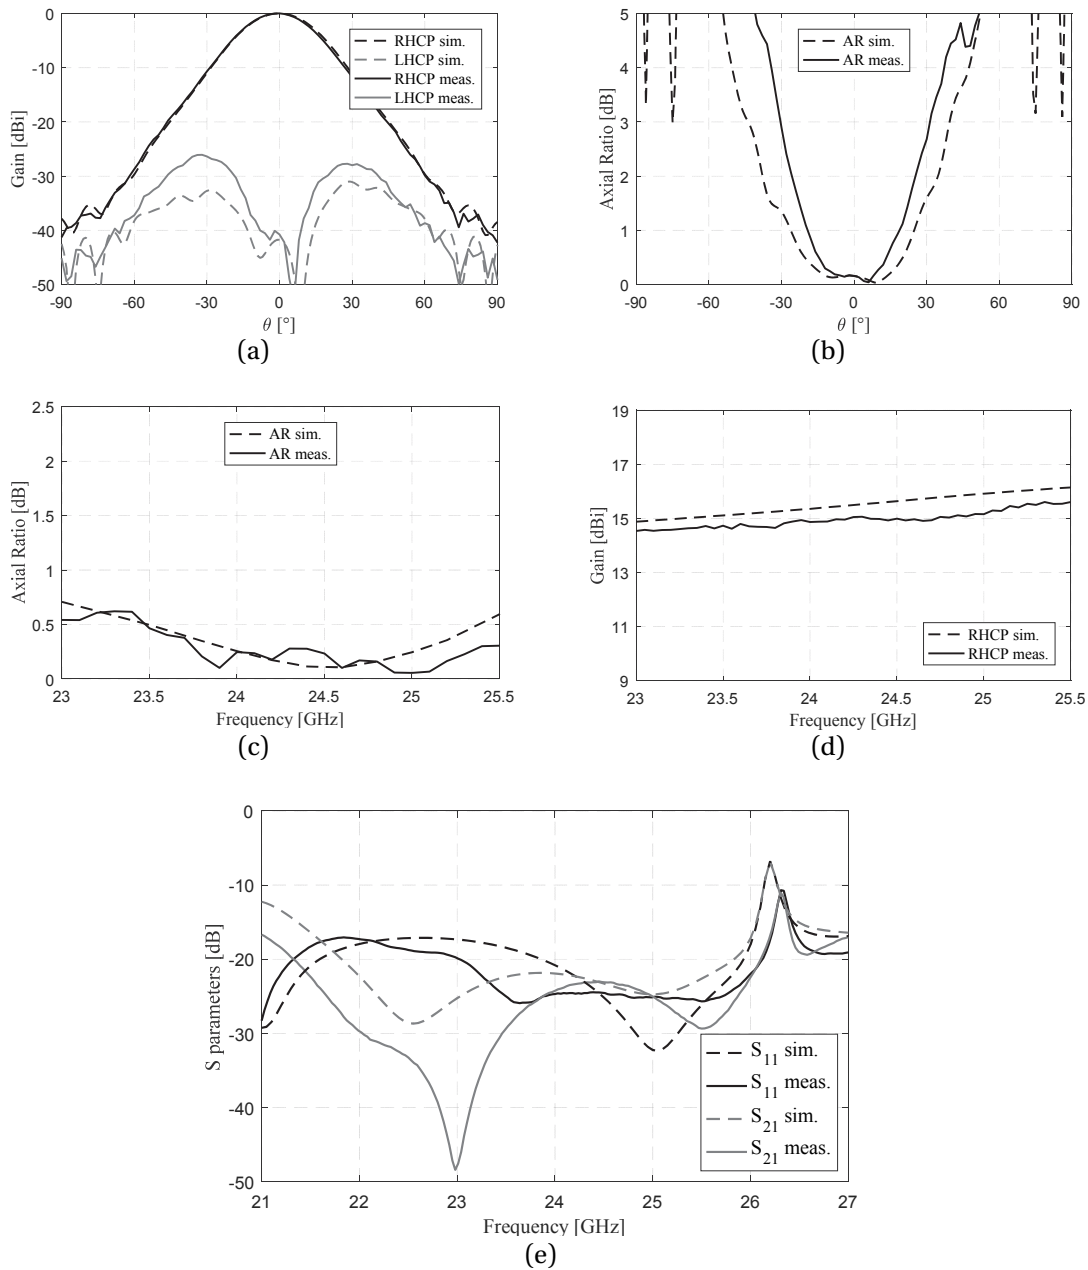 0
-10
-20
-30
-40
-50
Gain [dBi]
-90
-60
-30
0
30
60
90
θ [°]
RHCP sim.
LHCP sim.
RHCP meas.
LHCP meas.
(a)
5
4
3
2
1
0
Axial Ratio [dB]
-90
-60
-30
0
30
60
90
θ [°]
AR sim.
AR meas.
(b)
2.5
2
1.5
1
0.5
0
Axial Ratio [dB]
23
23.5
24
24.5
25
25.5
Frequency [GHz]
AR sim.
AR meas.
(c)
19
17
15
13
11
9
Gain [dBi]
23
23.5
24
24.5
25
25.5
Frequency [GHz]
RHCP sim.
RHCP meas.
(d)
0
-10
-20
-30
-40
-50
S parameters [dB]
21
22
23
24
25
26
27
Frequency [GHz]
S11 sim.
S11 meas.
S21 sim.
S21 meas.
(e)